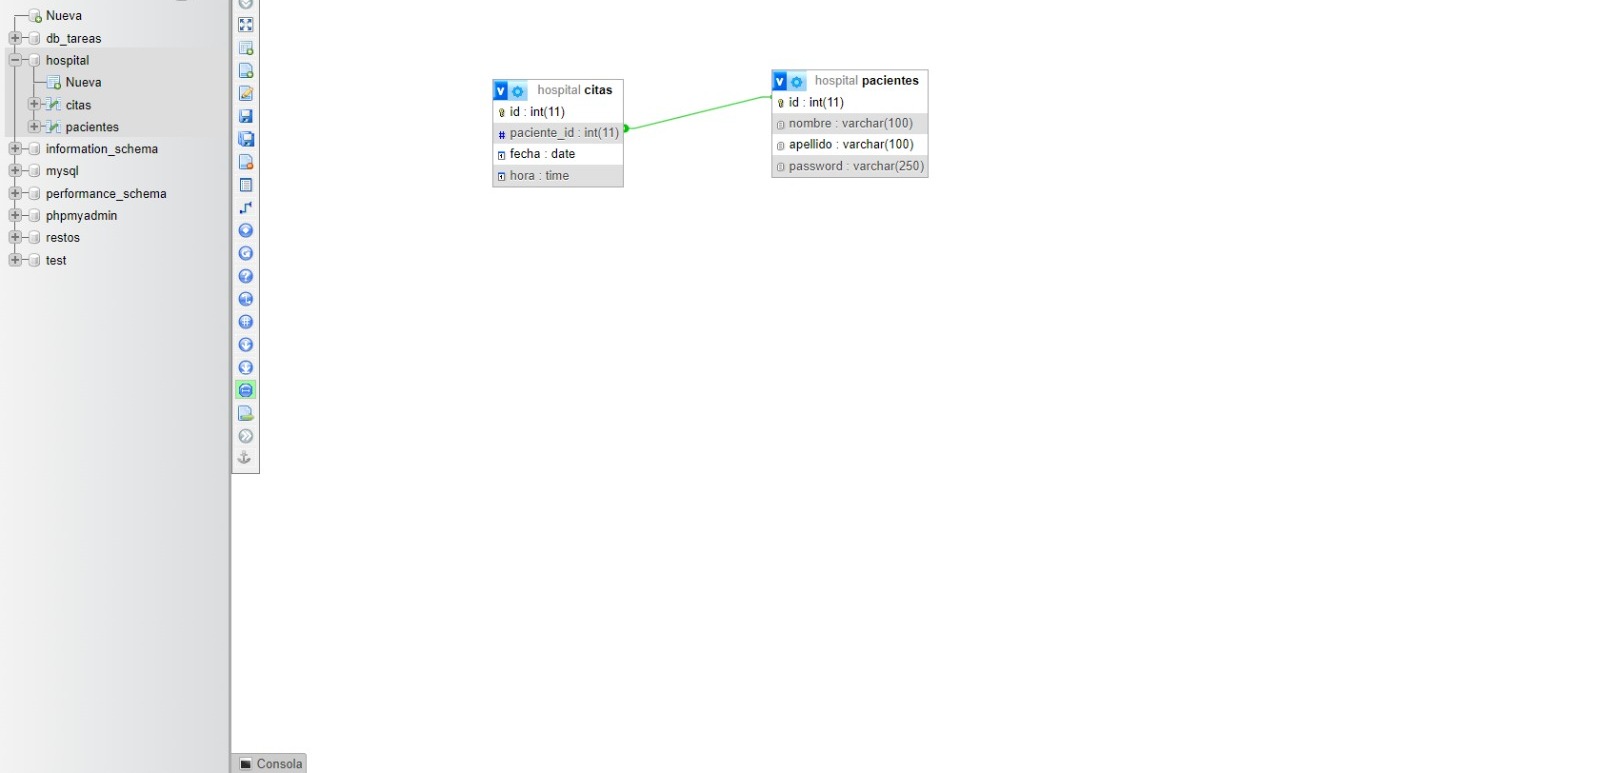 Nueva
db_tareas
hospital
Nueva
citas
pacientes
information_schema
mysql
performance_schema
phpmyadmin
restos
test
v hospital citas
id : int(11)
# paciente_id : int(11)
fecha : date
hora : time
v hospital pacientes
id : int(11)
nombre : varchar(100)
apellido : varchar(100)
password : varchar(250)
Consola